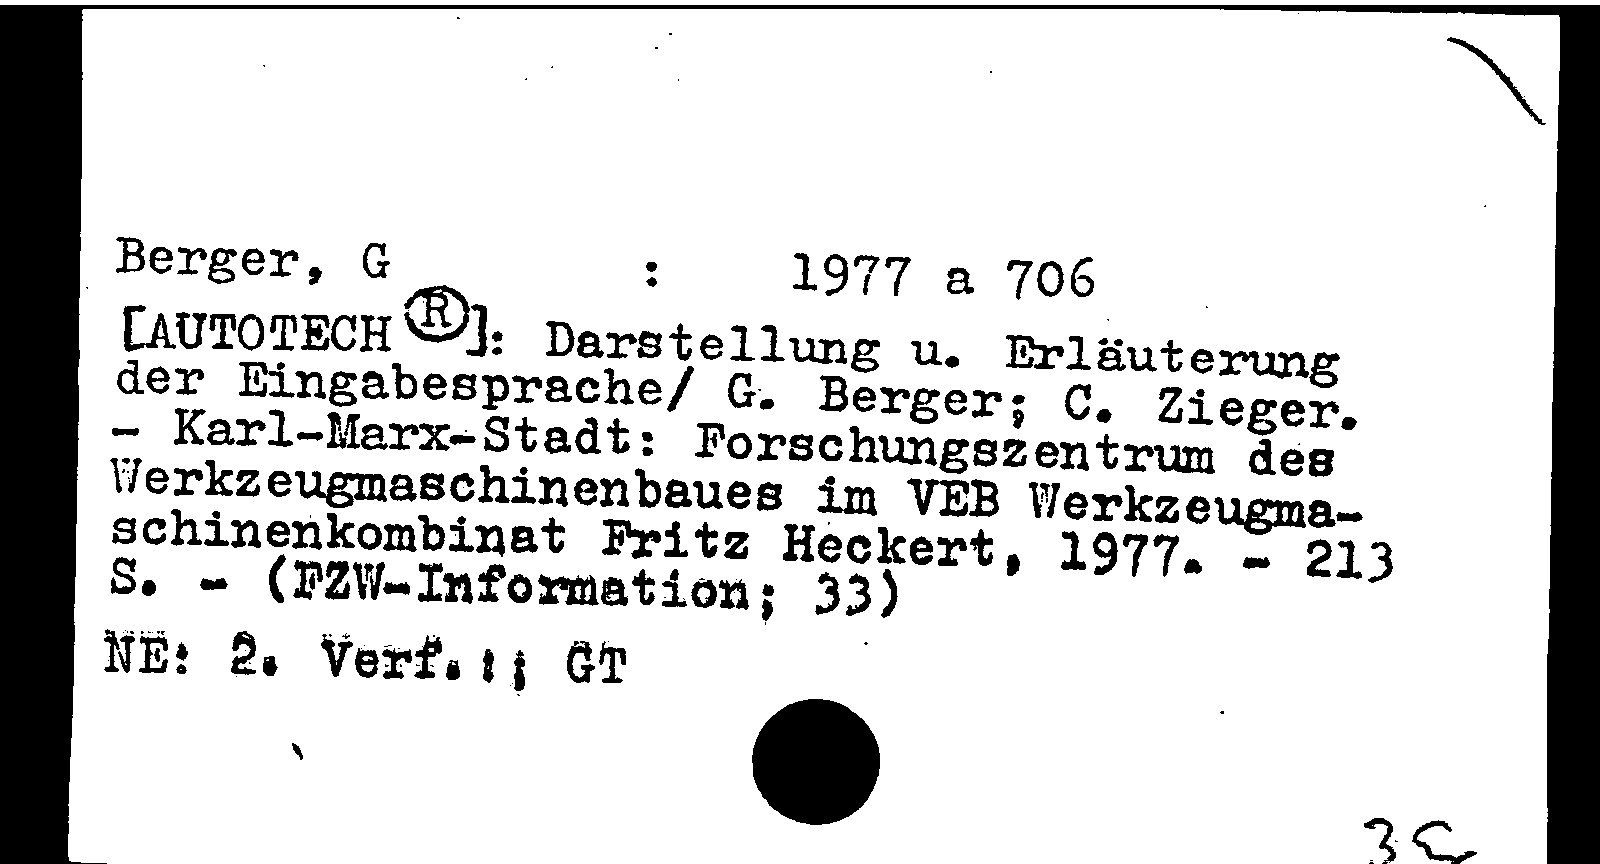 Berger, G : 1977 a 706
[AUTOTECH ®]: Darstellung u. Erläuterung
der Eingabesprache/ G. Berger; C. Zieger.
- Karl-Marx-Stadt: Forschungszentrum des
Werkzeugmaschinenbaues im VEB Werkzeugma-
schinenkombinat Fritz Heckert, 1977. - 213
S. - (FZW-Information; 33)
NE: 2. Verf.:; GT